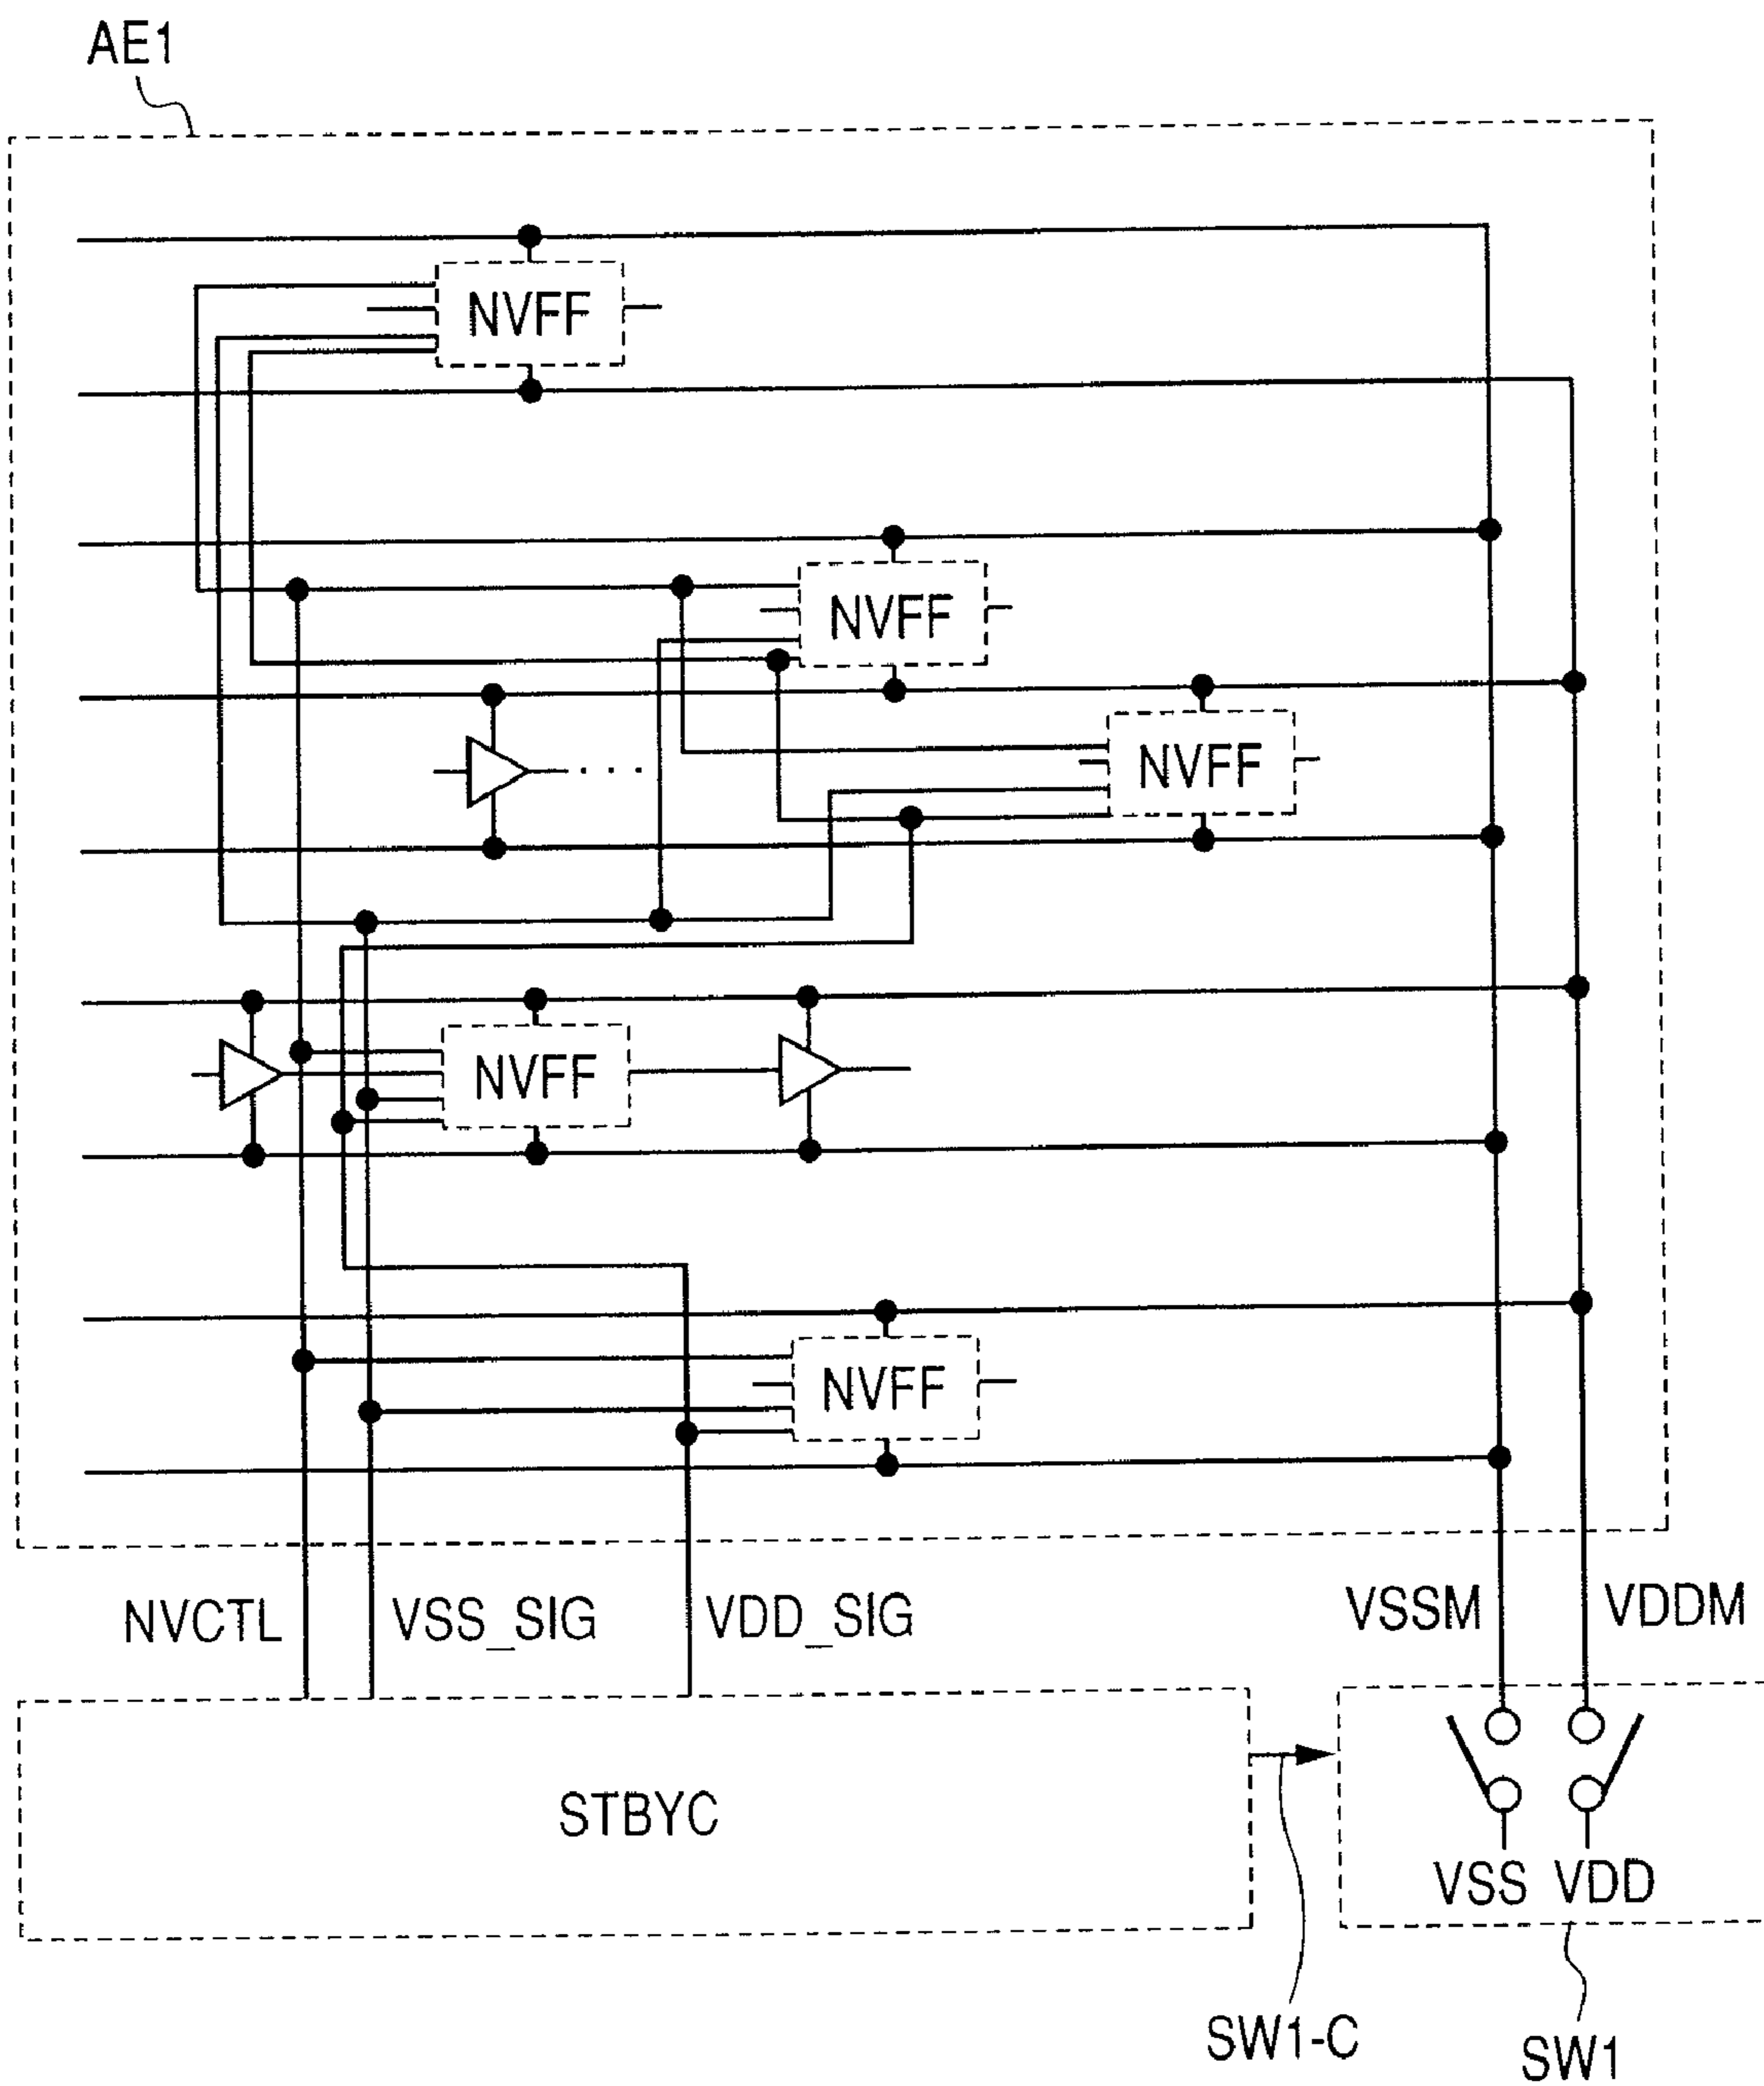 AE1
NVFF
NVFF
NVFF
NVFF
NVFF
NVCTL VSS_SIG VDD_SIG VSSM VDDM
STBYC
VSS VDD
SW1-C SW1